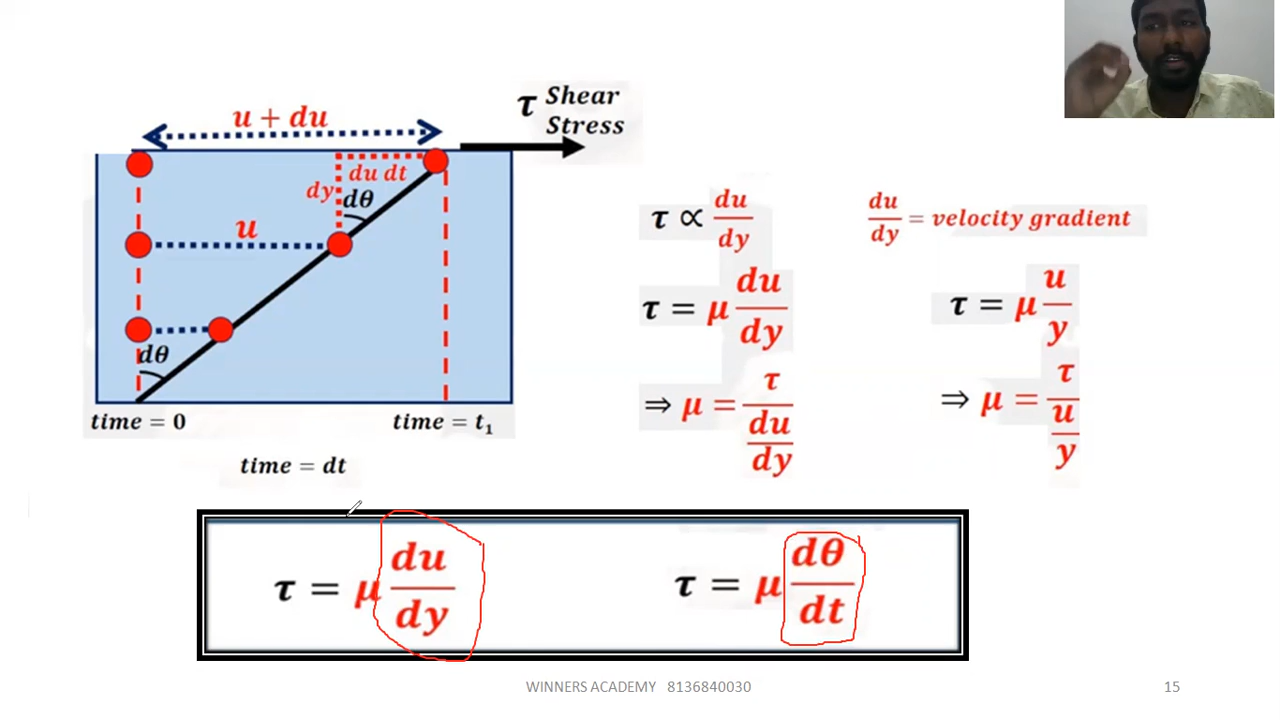 u + du
τ Shear Stress
du dt
dy
dθ
u
dθ
time = 0
time = t₁
time = dt
τ ∝ du/dy
du/dy = velocity gradient
τ = μ du/dy
τ = μ u/y
⇒ μ = τ/(du/dy)
⇒ μ = τ/(u/y)
τ = μ du/dy
τ = μ dθ/dt
WINNERS ACADEMY 8136840030
15